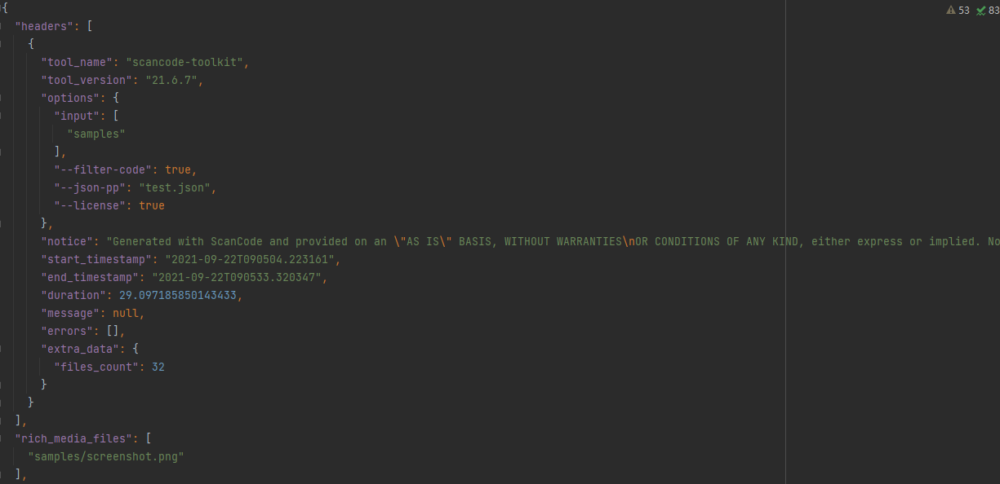 {
53 83
"headers": [
{
"tool_name": "scancode-toolkit",
"tool_version": "21.6.7",
"options": {
"input": [
"samples"
],
"--filter-code": true,
"--json-pp": "test.json",
"--license": true
},
"notice": "Generated with ScanCode and provided on an \"AS IS\" BASIS, WITHOUT WARRANTIES\nOR CONDITIONS OF ANY KIND, either express or implied. No
"start_timestamp": "2021-09-22T090504.223161",
"end_timestamp": "2021-09-22T090533.320347",
"duration": 29.097185850143433,
"message": null,
"errors": [],
"extra_data": {
"files_count": 32
}
}
],
"rich_media_files": [
"samples/screenshot.png"
],